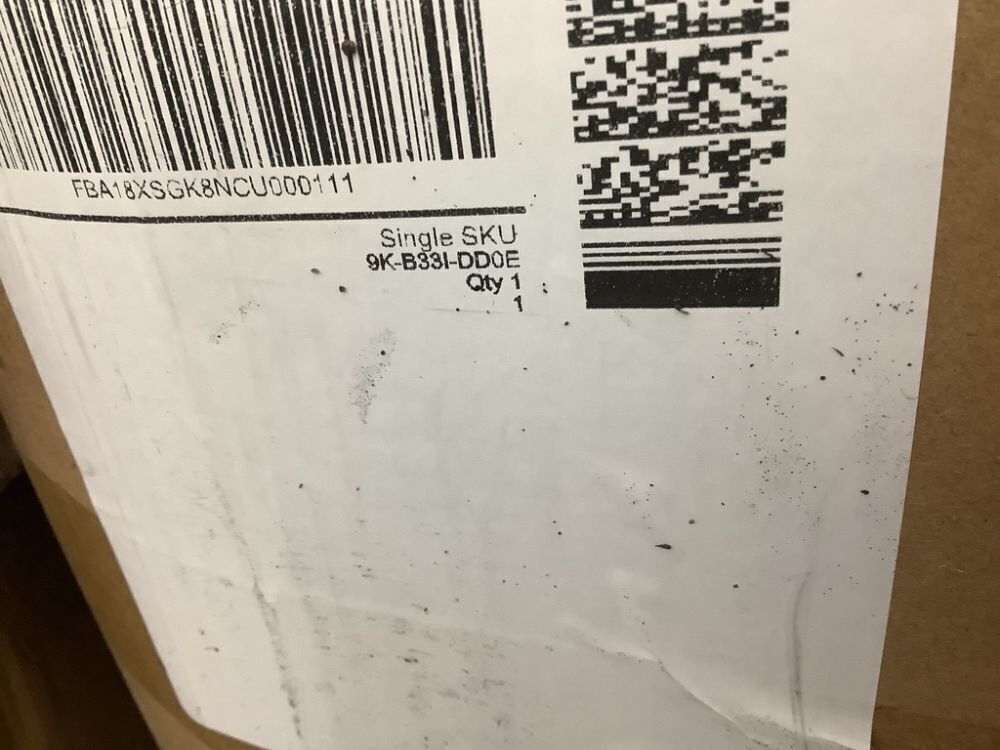 FBA18XSGK8NCU000111
Single SKU
9K-B33I-DD0E
Qty 1
1